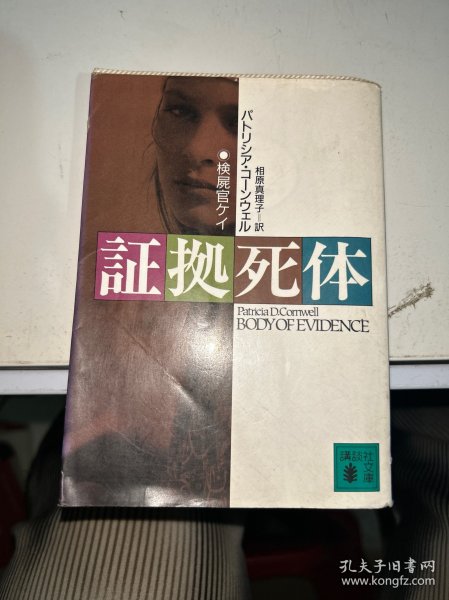 パトリシア・コーンウェル
相原真理子＝訳
●検屍官ケイ
証拠死体
Patricia D. Cornwell
BODY OF EVIDENCE
講談社文庫
孔夫子旧书网
www.kongfz.com